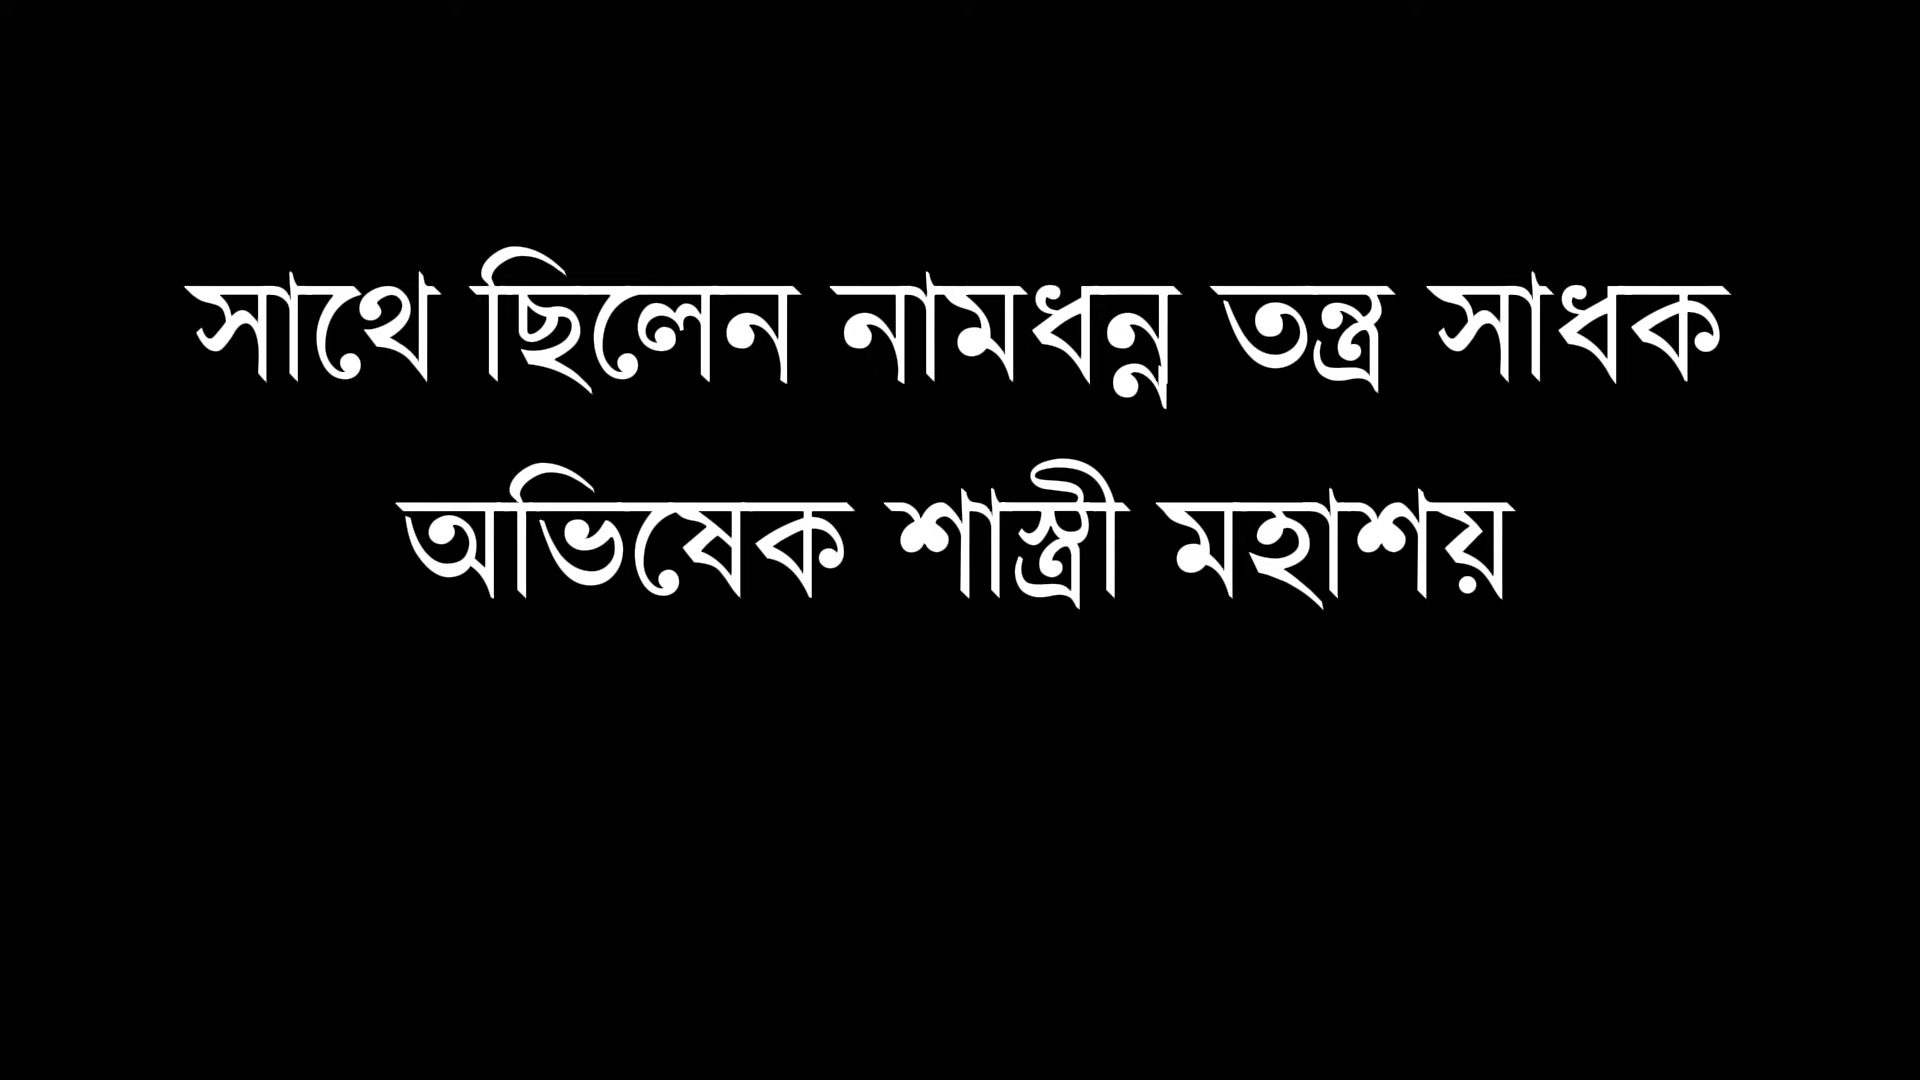 সাথে ছিলেন নামধন্ন তন্ত্র সাধক
অভিষেক শাস্ত্রী মহাশয়